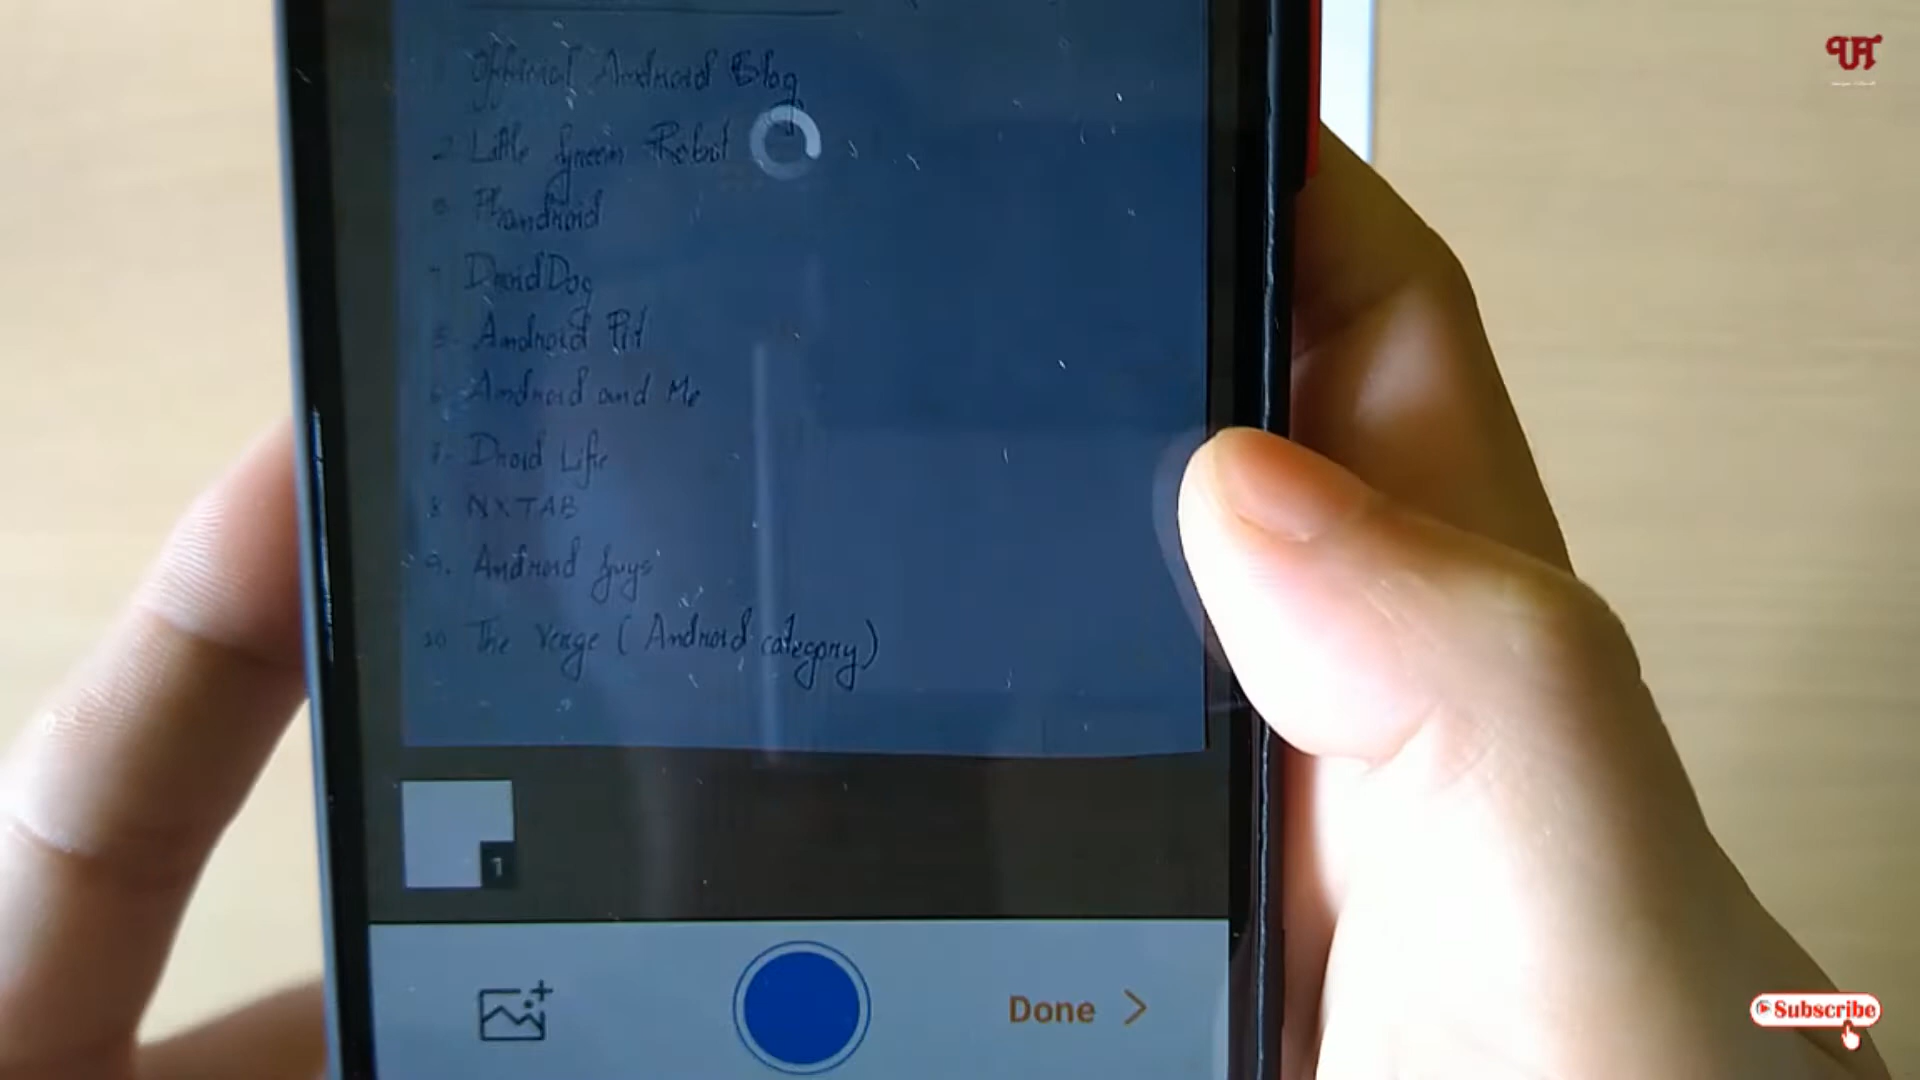 Official Android Blog
2. Little Green Robot
3. Phandroid
DroidDog
5. Android Pit
6. Android and Me
7. Droid Life
8 NXTAB
9. Android guys
10 The Verge (Android category)
1
Done >
Subscribe